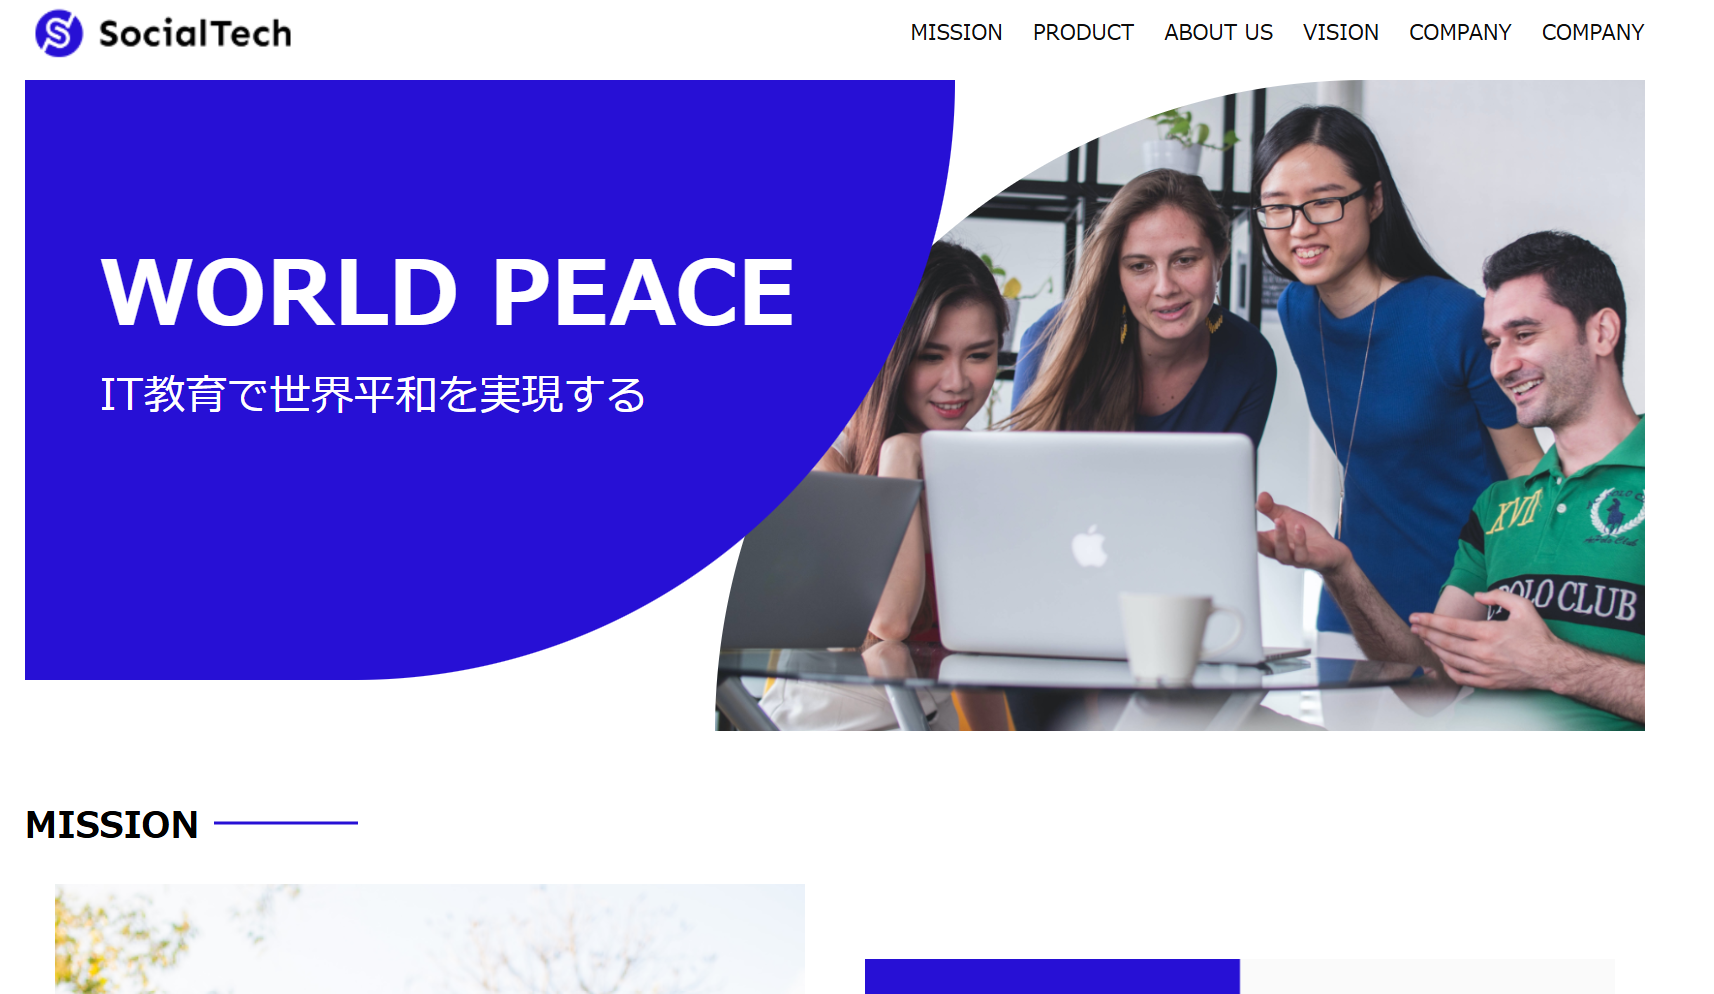 SocialTech
MISSION PRODUCT ABOUT US VISION COMPANY COMPANY
WORLD PEACE
IT教育で世界平和を実現する
XVII
POLO CLUB
MISSION